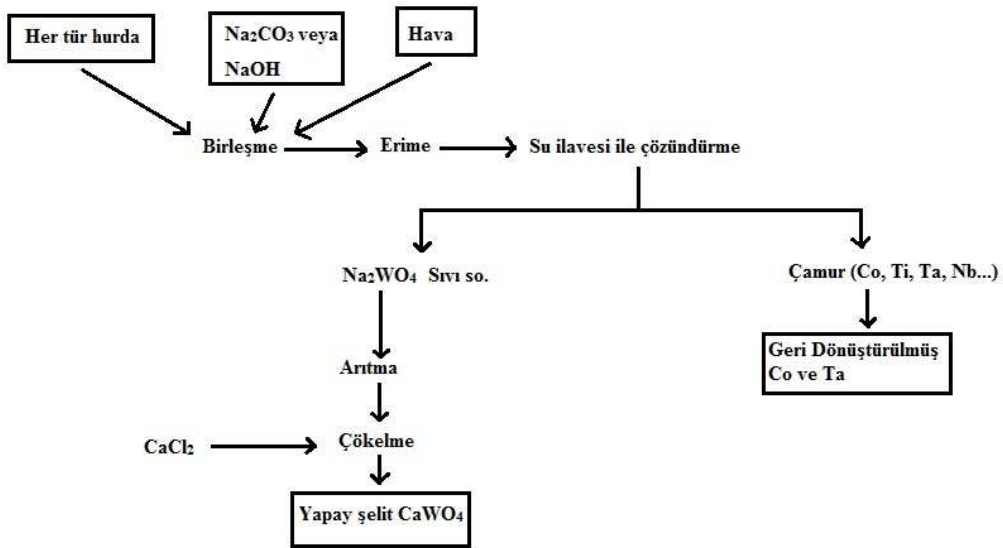 Her tür hurda
Na₂CO₃ veya
NaOH
Hava
Birleşme
Erime
Su ilavesi ile çözündürme
Na₂WO₄ Sıvı so.
Çamur (Co, Ti, Ta, Nb...)
Geri Dönüştürülmüş
Co ve Ta
Arıtma
CaCl₂
Çökelme
Yapay şelit CaWO₄